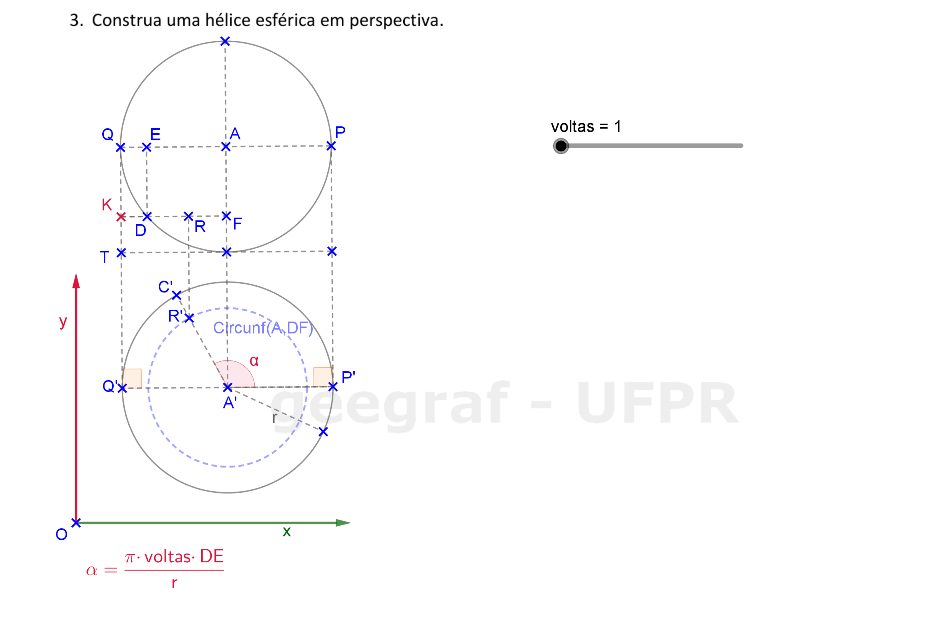 3. Construa uma hélice esférica em perspectiva.
voltas = 1
Q E A P
K
D R F
T
C'
R' Circunf(A,DF)
y
α
Q' P'
A'
r
geegraf - UFPR
O x
α = π· voltas· DE
r